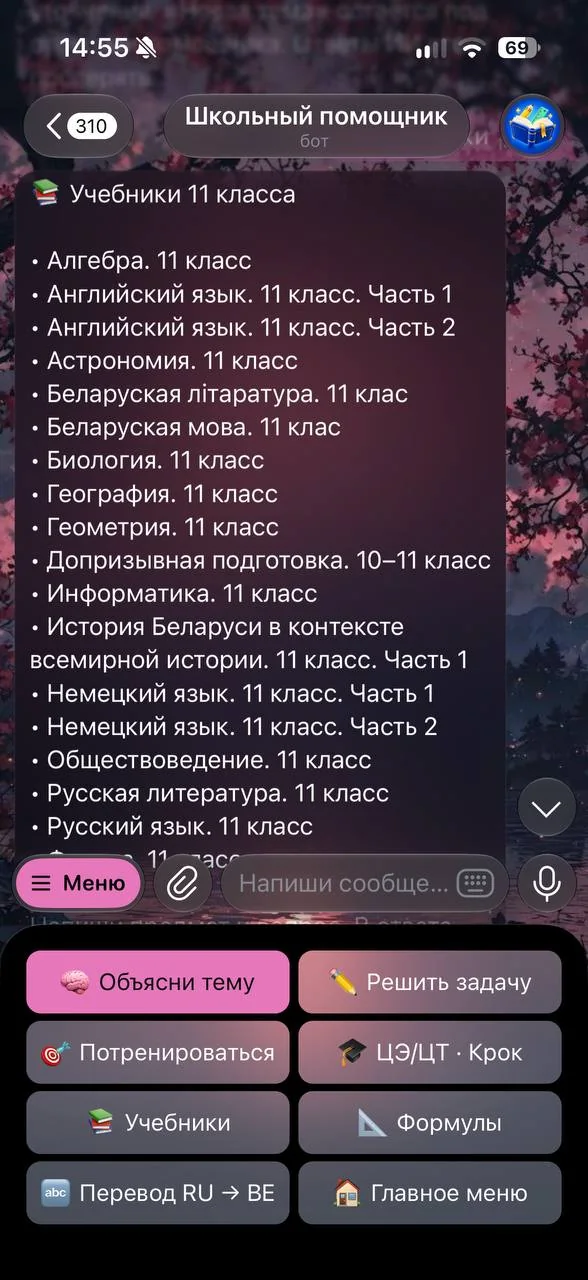 14:55
69
310
Школьный помощник
бот
Учебники 11 класса
• Алгебра. 11 класс
• Английский язык. 11 класс. Часть 1
• Английский язык. 11 класс. Часть 2
• Астрономия. 11 класс
• Беларуская літаратура. 11 клас
• Беларуская мова. 11 клас
• Биология. 11 класс
• География. 11 класс
• Геометрия. 11 класс
• Допризывная подготовка. 10–11 класс
• Информатика. 11 класс
• История Беларуси в контексте
всемирной истории. 11 класс. Часть 1
• Немецкий язык. 11 класс. Часть 1
• Немецкий язык. 11 класс. Часть 2
• Обществоведение. 11 класс
• Русская литература. 11 класс
• Русский язык. 11 класс
Меню
Напиши сообще...
Объясни тему
Решить задачу
Потренироваться
ЦЭ/ЦТ · Крок
Учебники
Формулы
abc Перевод RU → BE
Главное меню